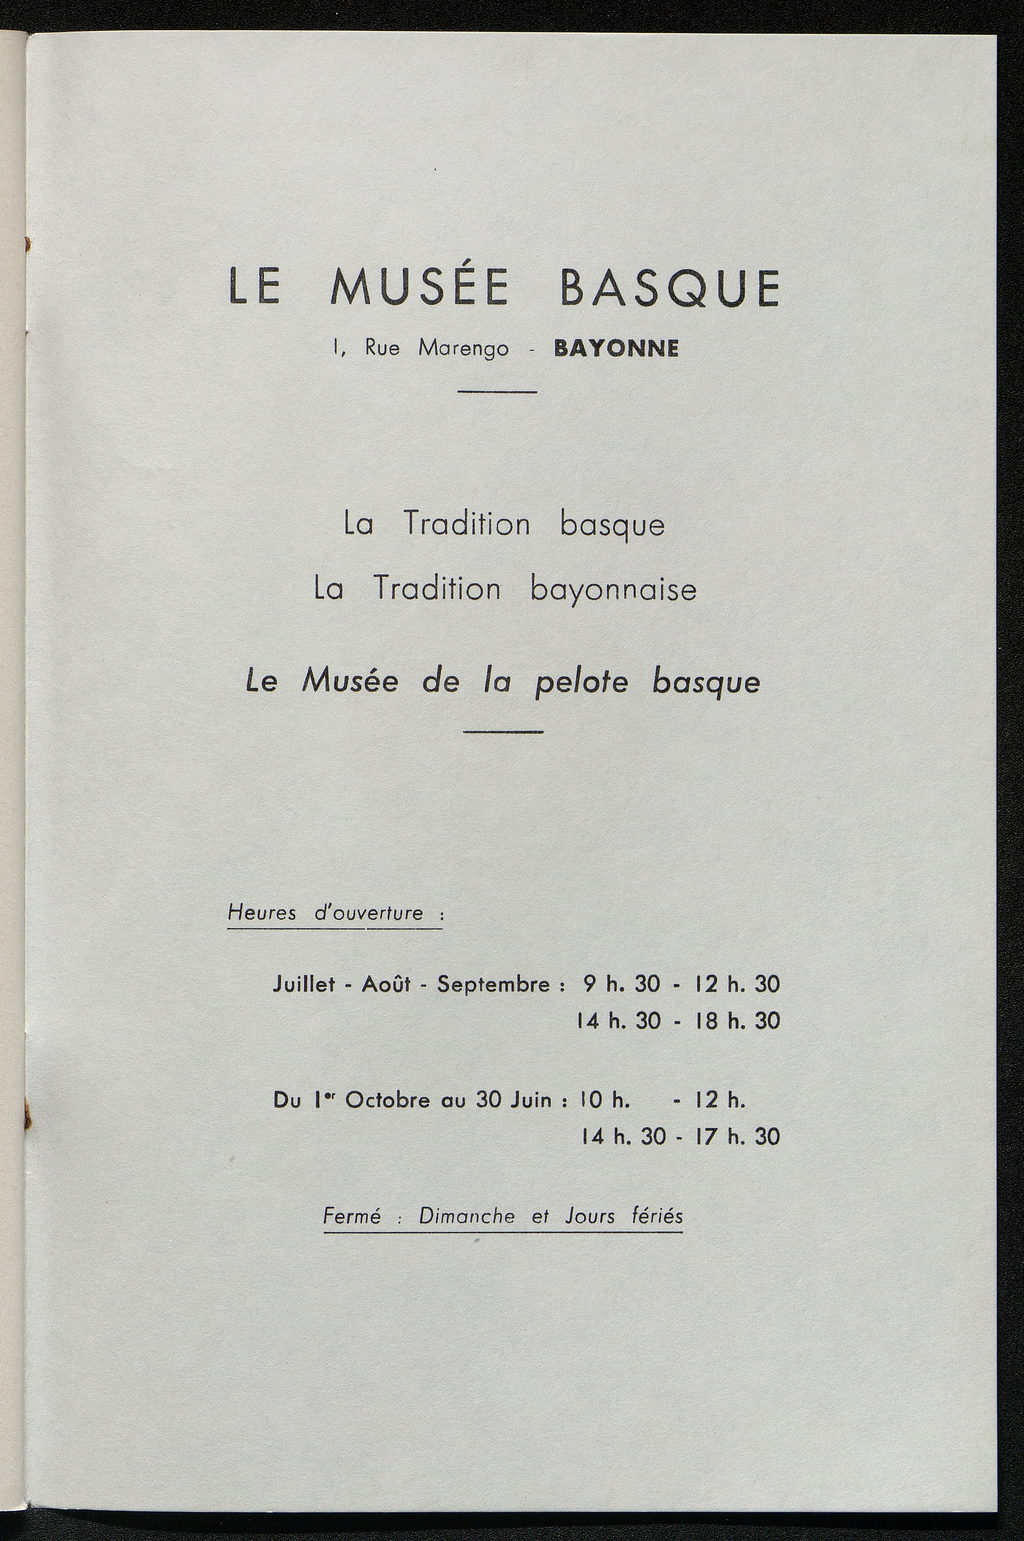 LE MUSÉE BASQUE
1, Rue Marengo - BAYONNE
La Tradition basque
La Tradition bayonnaise
Le Musée de la pelote basque
Heures d'ouverture :
Juillet - Août - Septembre : 9 h. 30 - 12 h. 30
14 h. 30 - 18 h. 30
Du 1er Octobre au 30 Juin : 10 h. - 12 h.
14 h. 30 - 17 h. 30
Fermé : Dimanche et Jours fériés